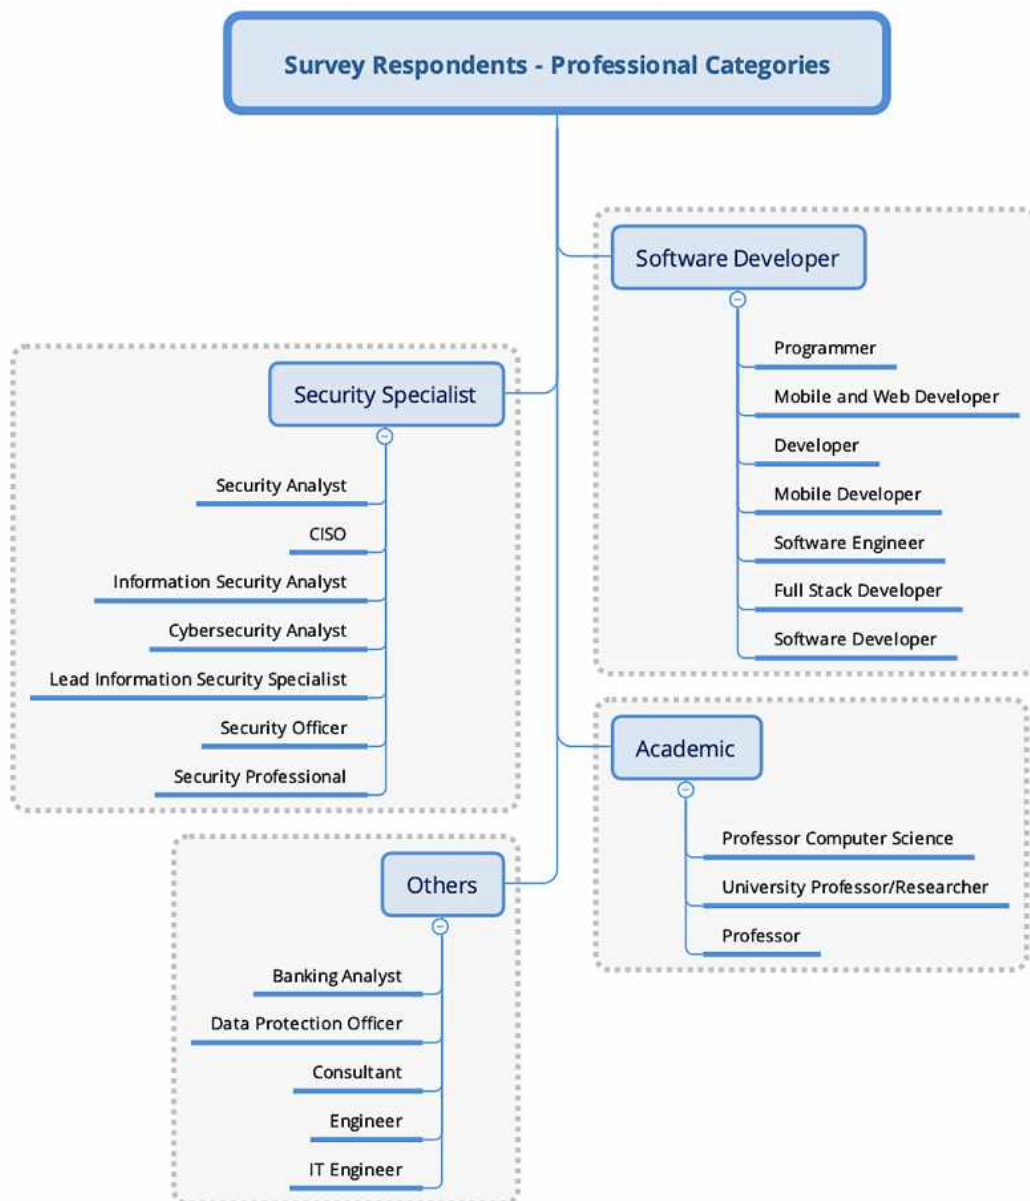 Survey Respondents - Professional Categories
Software Developer
Programmer
Mobile and Web Developer
Developer
Mobile Developer
Software Engineer
Full Stack Developer
Software Developer
Security Specialist
Security Analyst
CISO
Information Security Analyst
Cybersecurity Analyst
Lead Information Security Specialist
Security Officer
Security Professional
Academic
Professor Computer Science
University Professor/Researcher
Professor
Others
Banking Analyst
Data Protection Officer
Consultant
Engineer
IT Engineer